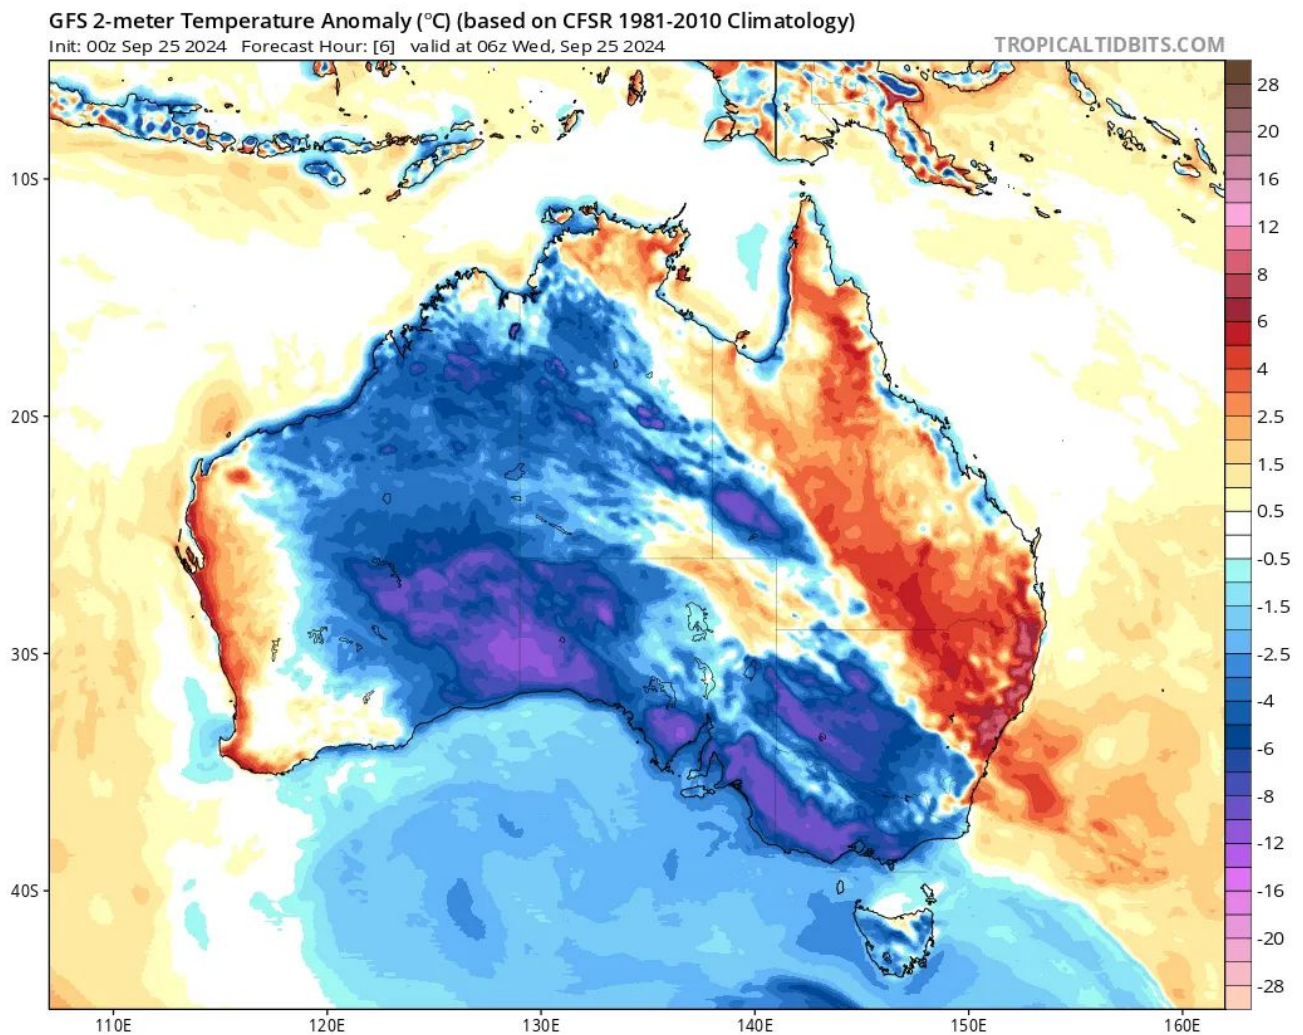 GFS 2-meter Temperature Anomaly (°C) (based on CFSR 1981-2010 Climatology)
Init: 00z Sep 25 2024 Forecast Hour: [6] valid at 06z Wed, Sep 25 2024
TROPICALTIDBITS.COM
28
20
16
12
8
6
4
2.5
1.5
0.5
-0.5
-1.5
-2.5
-4
-6
-8
-12
-16
-20
-28
10S
20S
30S
40S
110E
120E
130E
140E
150E
160E